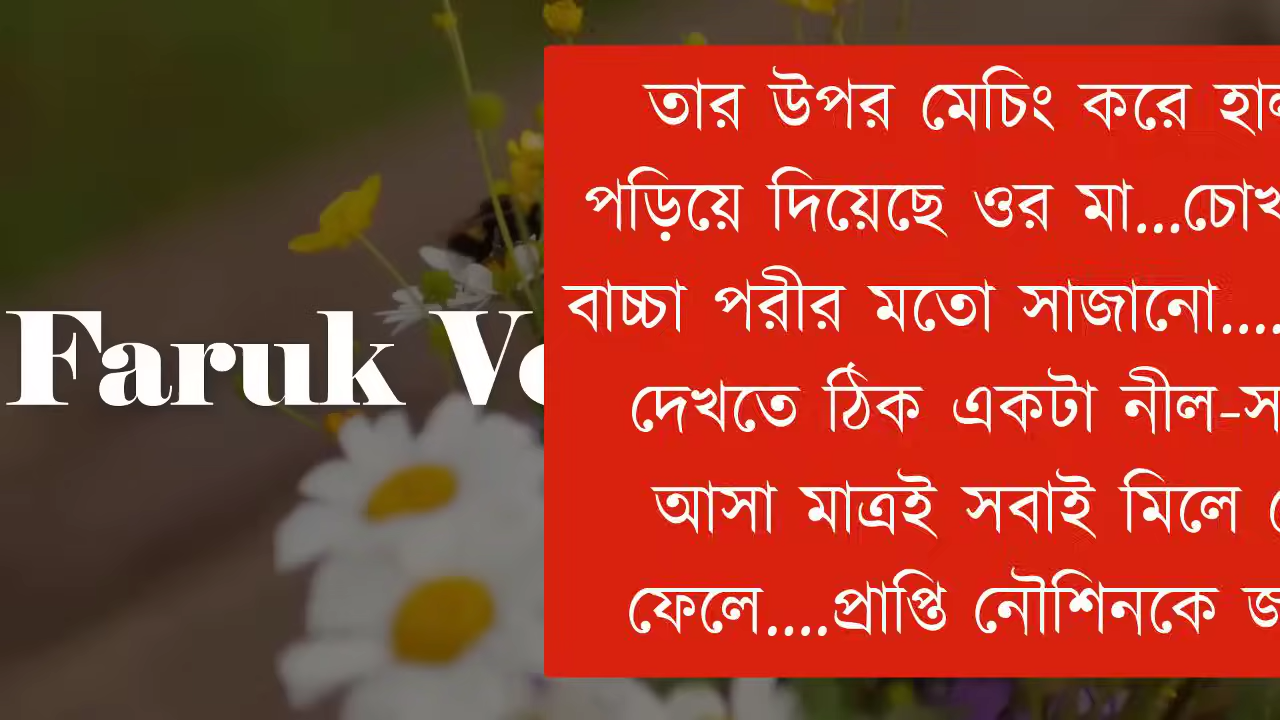 Faruk
তার উপর মেচিং করে
পড়িয়ে দিয়েছে ওর মা...
বাচ্চা পরীর মতো সাজানো....
দেখতে ঠিক একটা নীল-
আসা মাত্রই সবাই মিলে
ফেলে....প্রাপ্তি নৌশিনকে